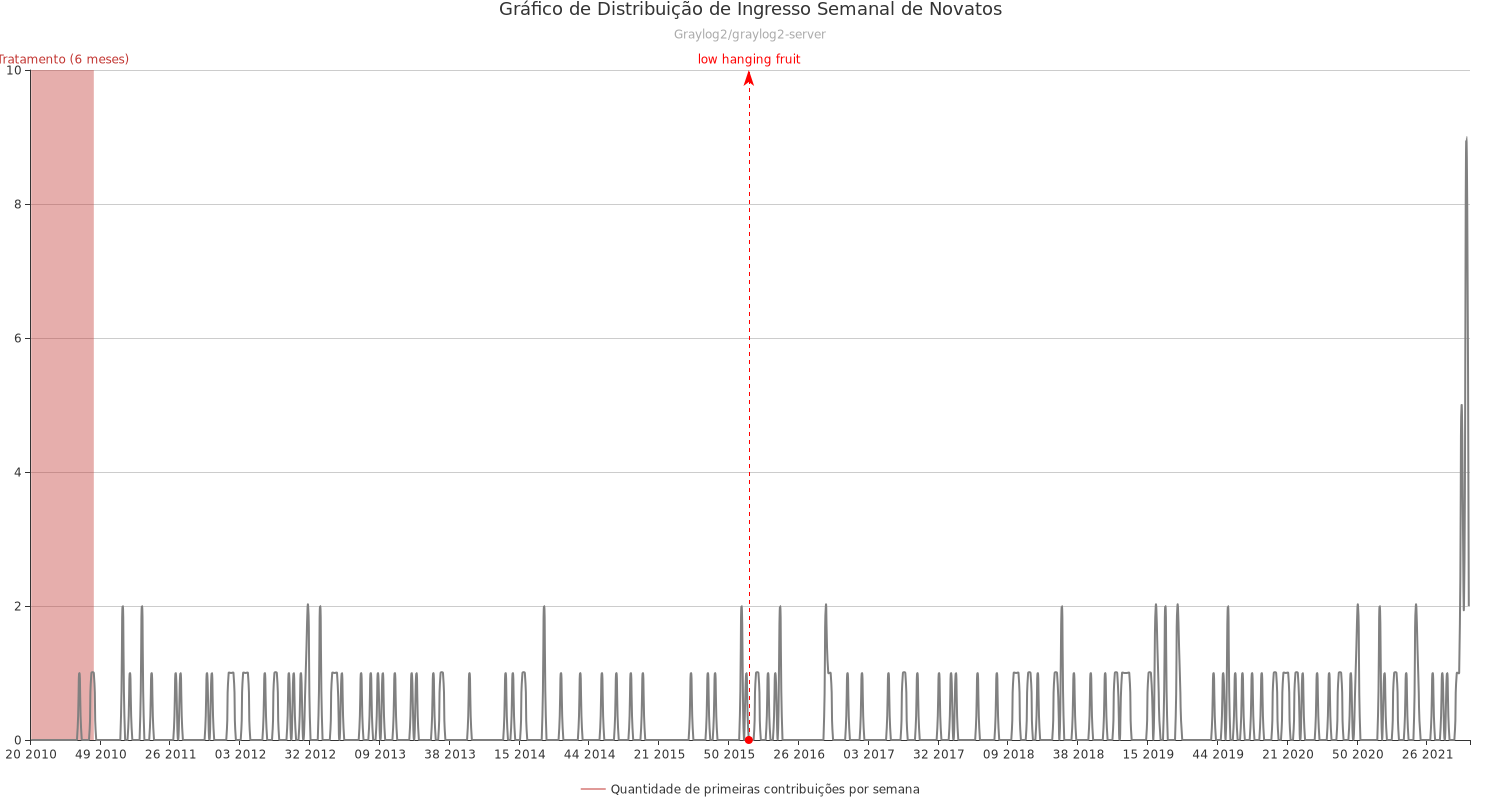 Gráfico de Distribuição de Ingresso Semanal de Novatos
Graylog2/graylog2-server
Tratamento (6 meses)
low hanging fruit
10
8
6
4
2
0
20 2010 49 2010 26 2011 03 2012 32 2012 09 2013 38 2013 15 2014 44 2014 21 2015 50 2015 26 2016 03 2017 32 2017 09 2018 38 2018 15 2019 44 2019 21 2020 50 2020 26 2021
Quantidade de primeiras contribuições por semana